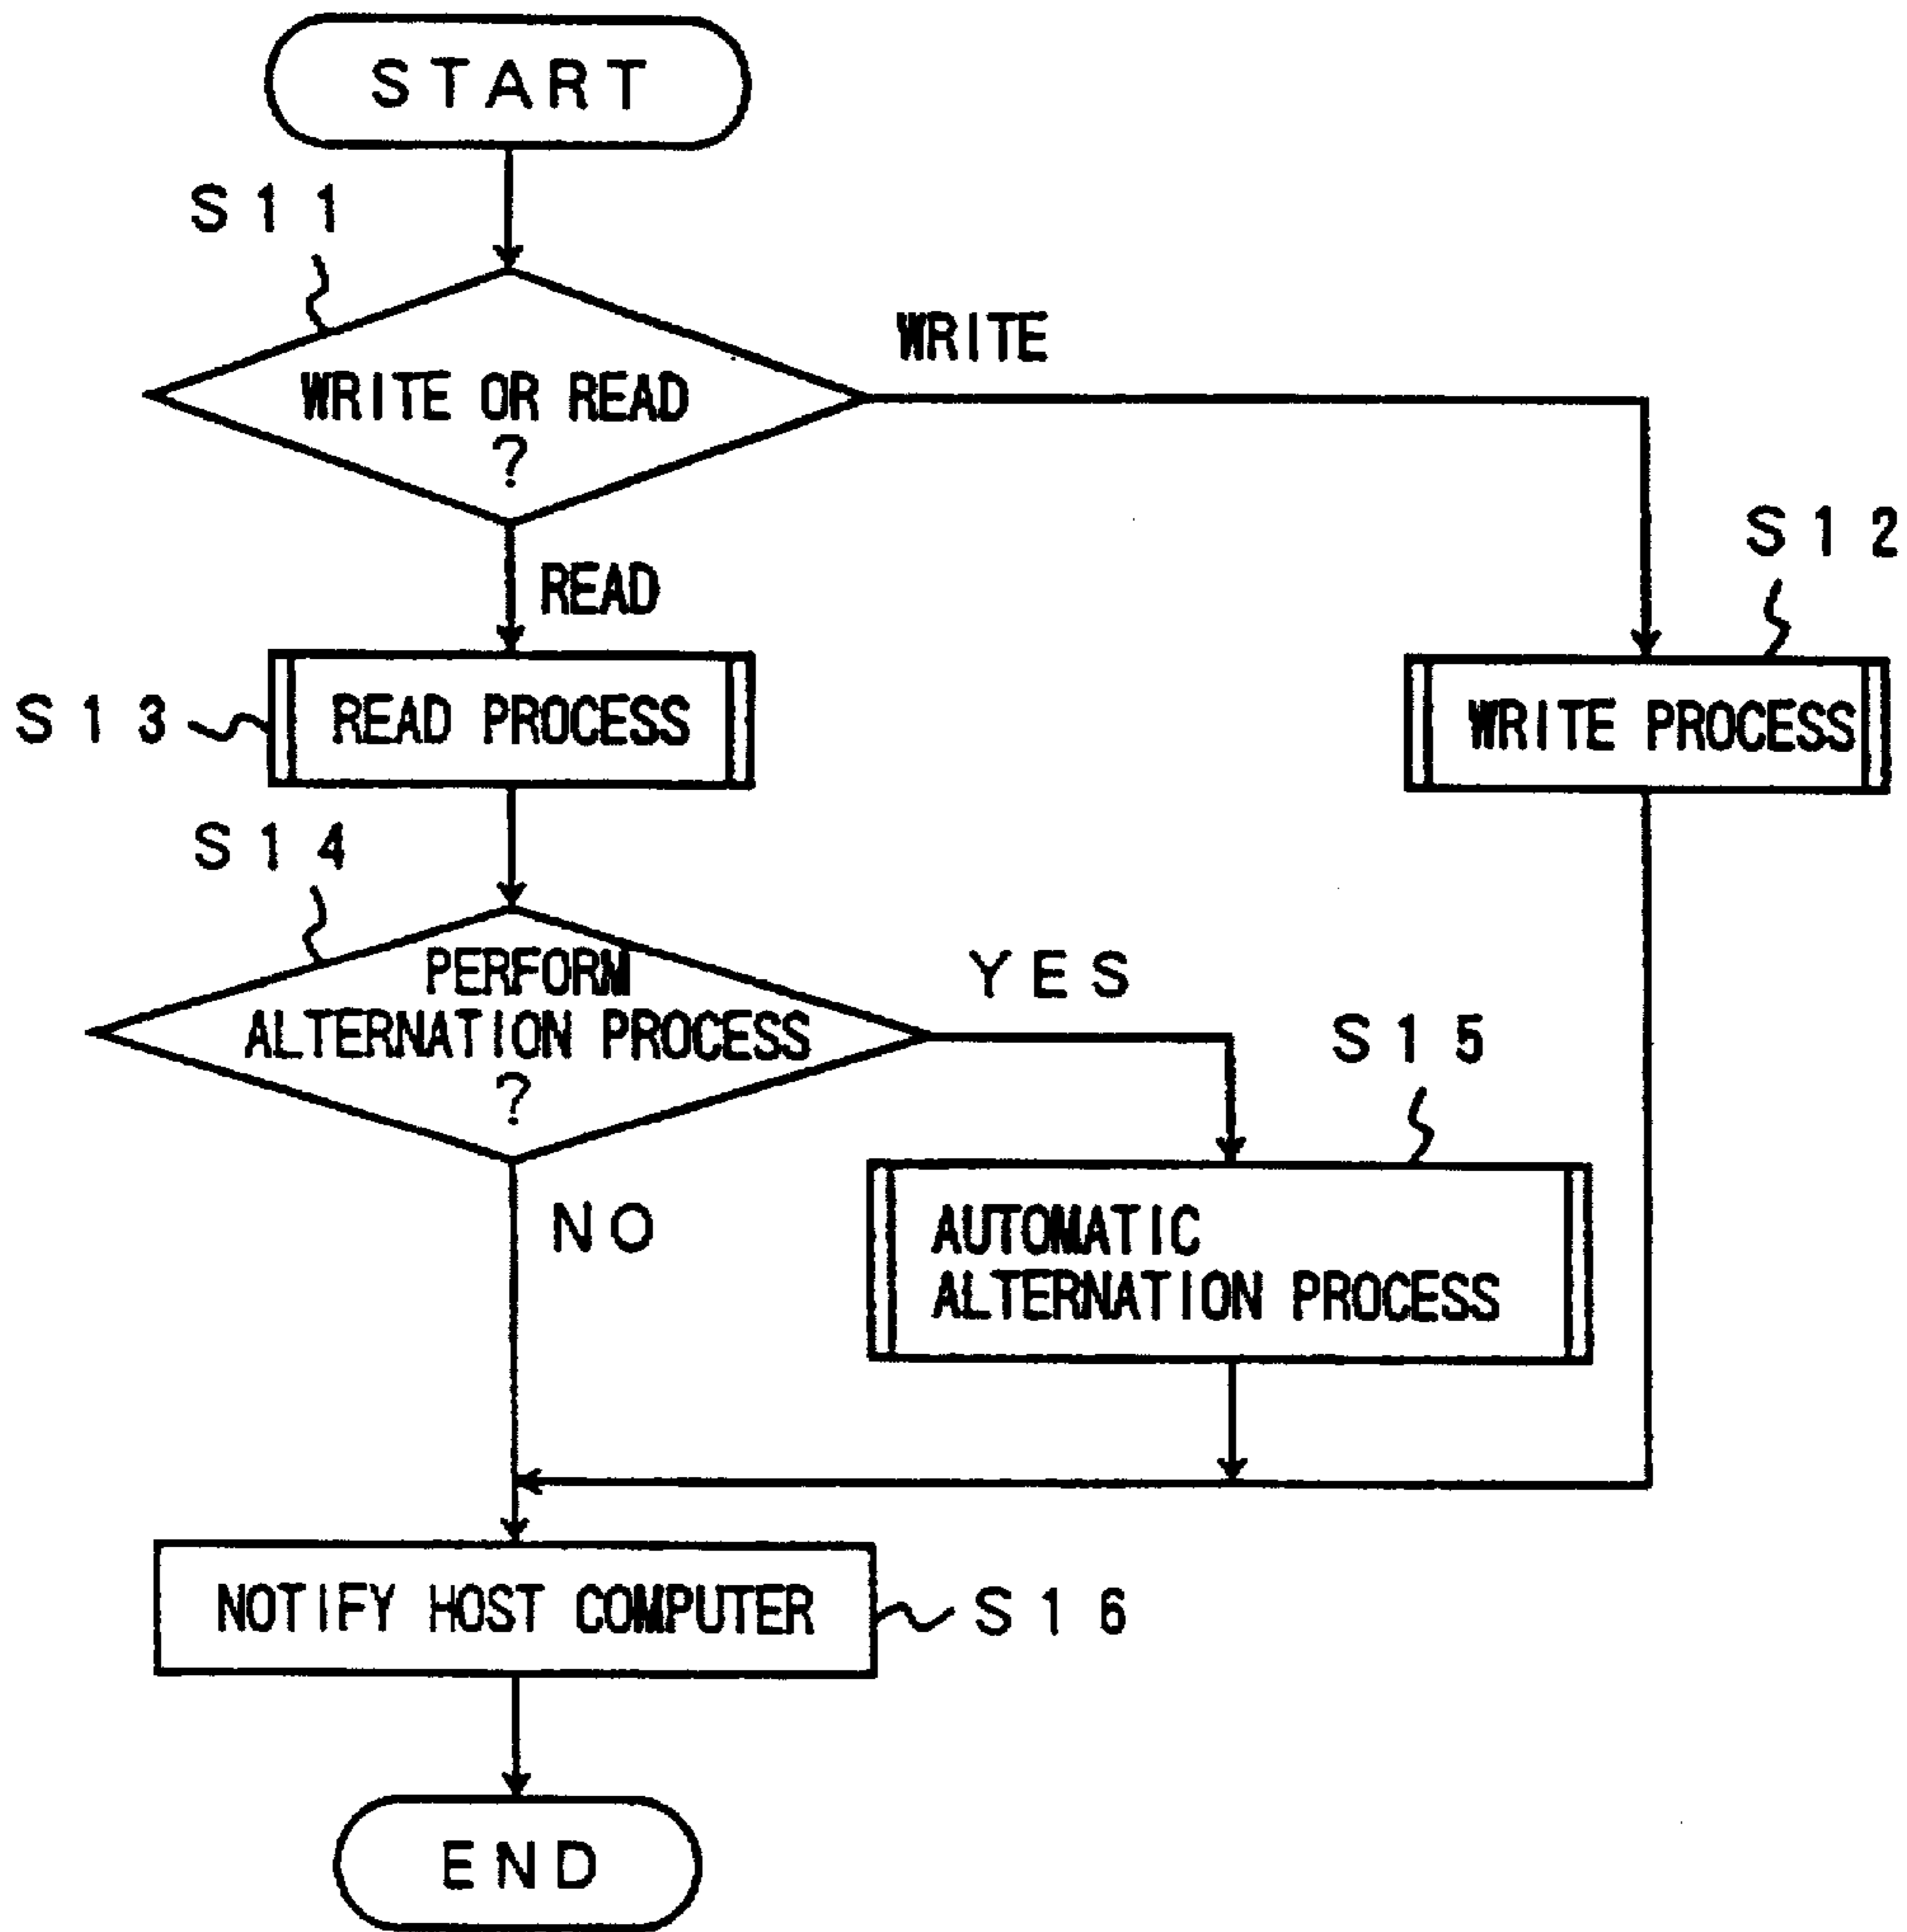 START
S11
WRITE
WRITE OR READ
?
S12
READ
S13
READ PROCESS
WRITE PROCESS
S14
PERFORM
ALTERNATION PROCESS
?
YES
S15
NO
AUTOMATIC
ALTERNATION PROCESS
NOTIFY HOST COMPUTER
S16
END